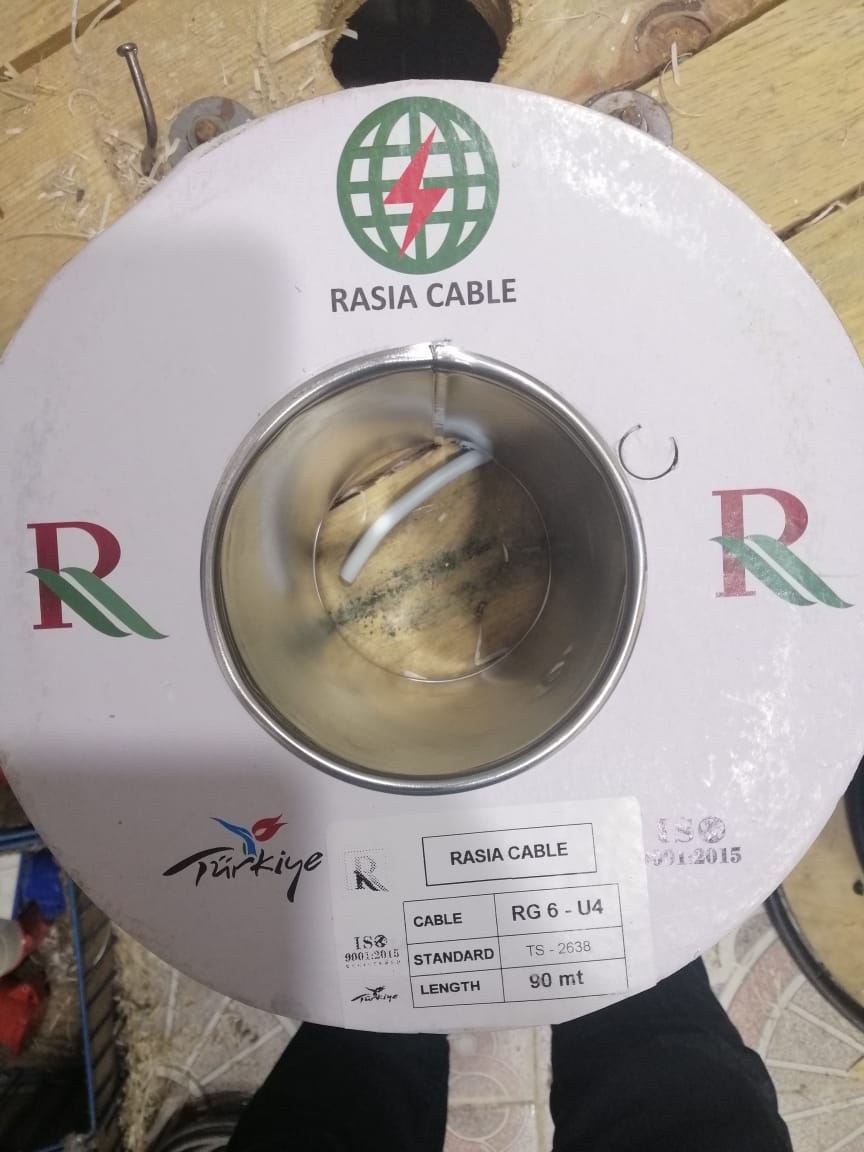 RASIA CABLE
R
R
Türkiye
ISO
9001:2015
R
RASIA CABLE
CABLE RG 6 - U4
STANDARD TS - 2638
LENGTH 90 mt
ISO
9001:2015
Türkiye